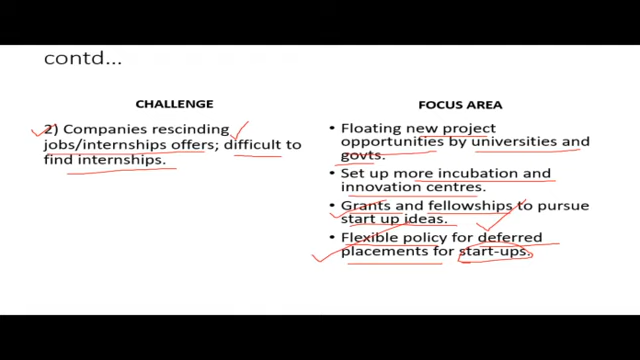 contd...
CHALLENGE
2) Companies rescinding
jobs/internships offers; difficult to
find internships.
FOCUS AREA
• Floating new project
opportunities by universities and
govts.
• Set up more incubation and
innovation centres.
• Grants and fellowships to pursue
start up ideas.
• Flexible policy for deferred
placements for start-ups.